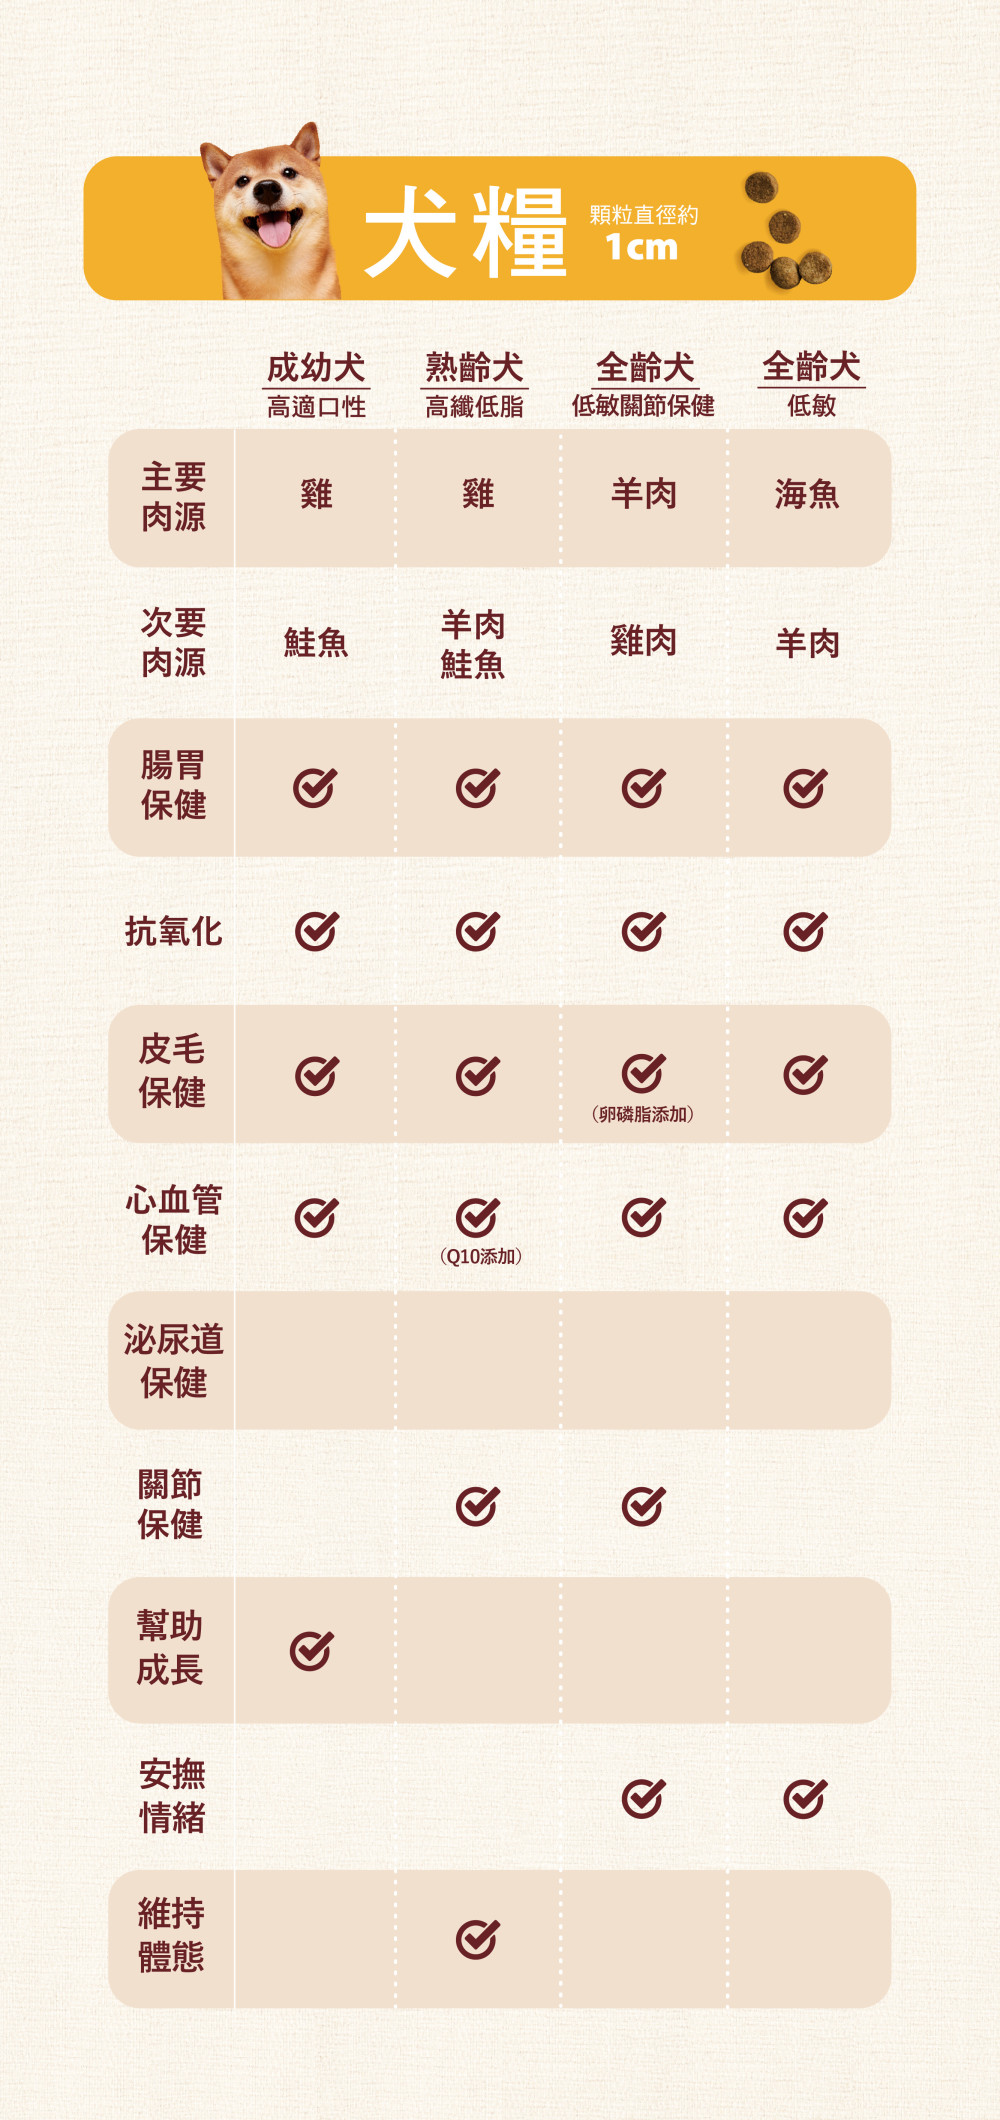 犬糧
顆粒直徑約
1cm
成幼犬
高適口性
熟齡犬
高纖低脂
全齡犬
低敏關節保健
全齡犬
低敏
主要
肉源
雞
雞
羊肉
海魚
次要
肉源
鮭魚
羊肉
鮭魚
雞肉
羊肉
腸胃
保健
抗氧化
皮毛
保健
（卵磷脂添加）
心血管
保健
（Q10添加）
泌尿道
保健
關節
保健
幫助
成長
安撫
情緒
維持
體態